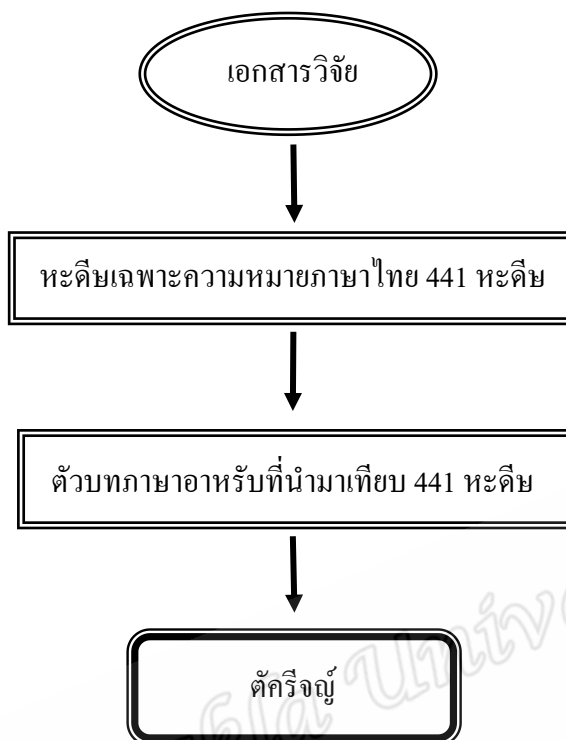 เอกสารวิจัย
หะดีษเฉพาะความหมายภาษาไทย 441 หะดีษ
ตัวบทภาษาอาหรับที่นำมาเทียบ 441 หะดีษ
ตัครีจญ์